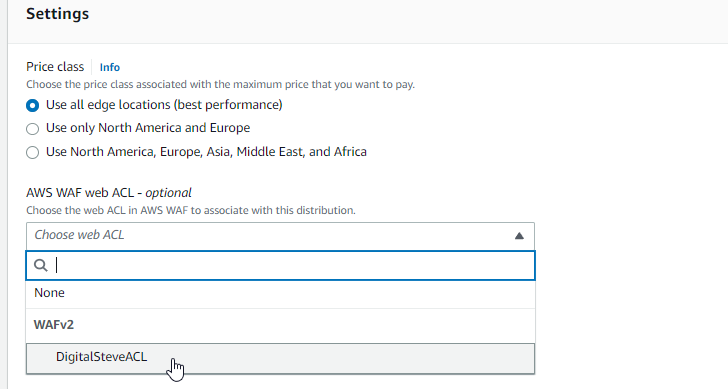 Settings
Price class Info
Choose the price class associated with the maximum price that you want to pay.
Use all edge locations (best performance)
Use only North America and Europe
Use North America, Europe, Asia, Middle East, and Africa
AWS WAF web ACL - optional
Choose the web ACL in AWS WAF to associate with this distribution.
Choose web ACL
None
WAFv2
DigitalSteveACL